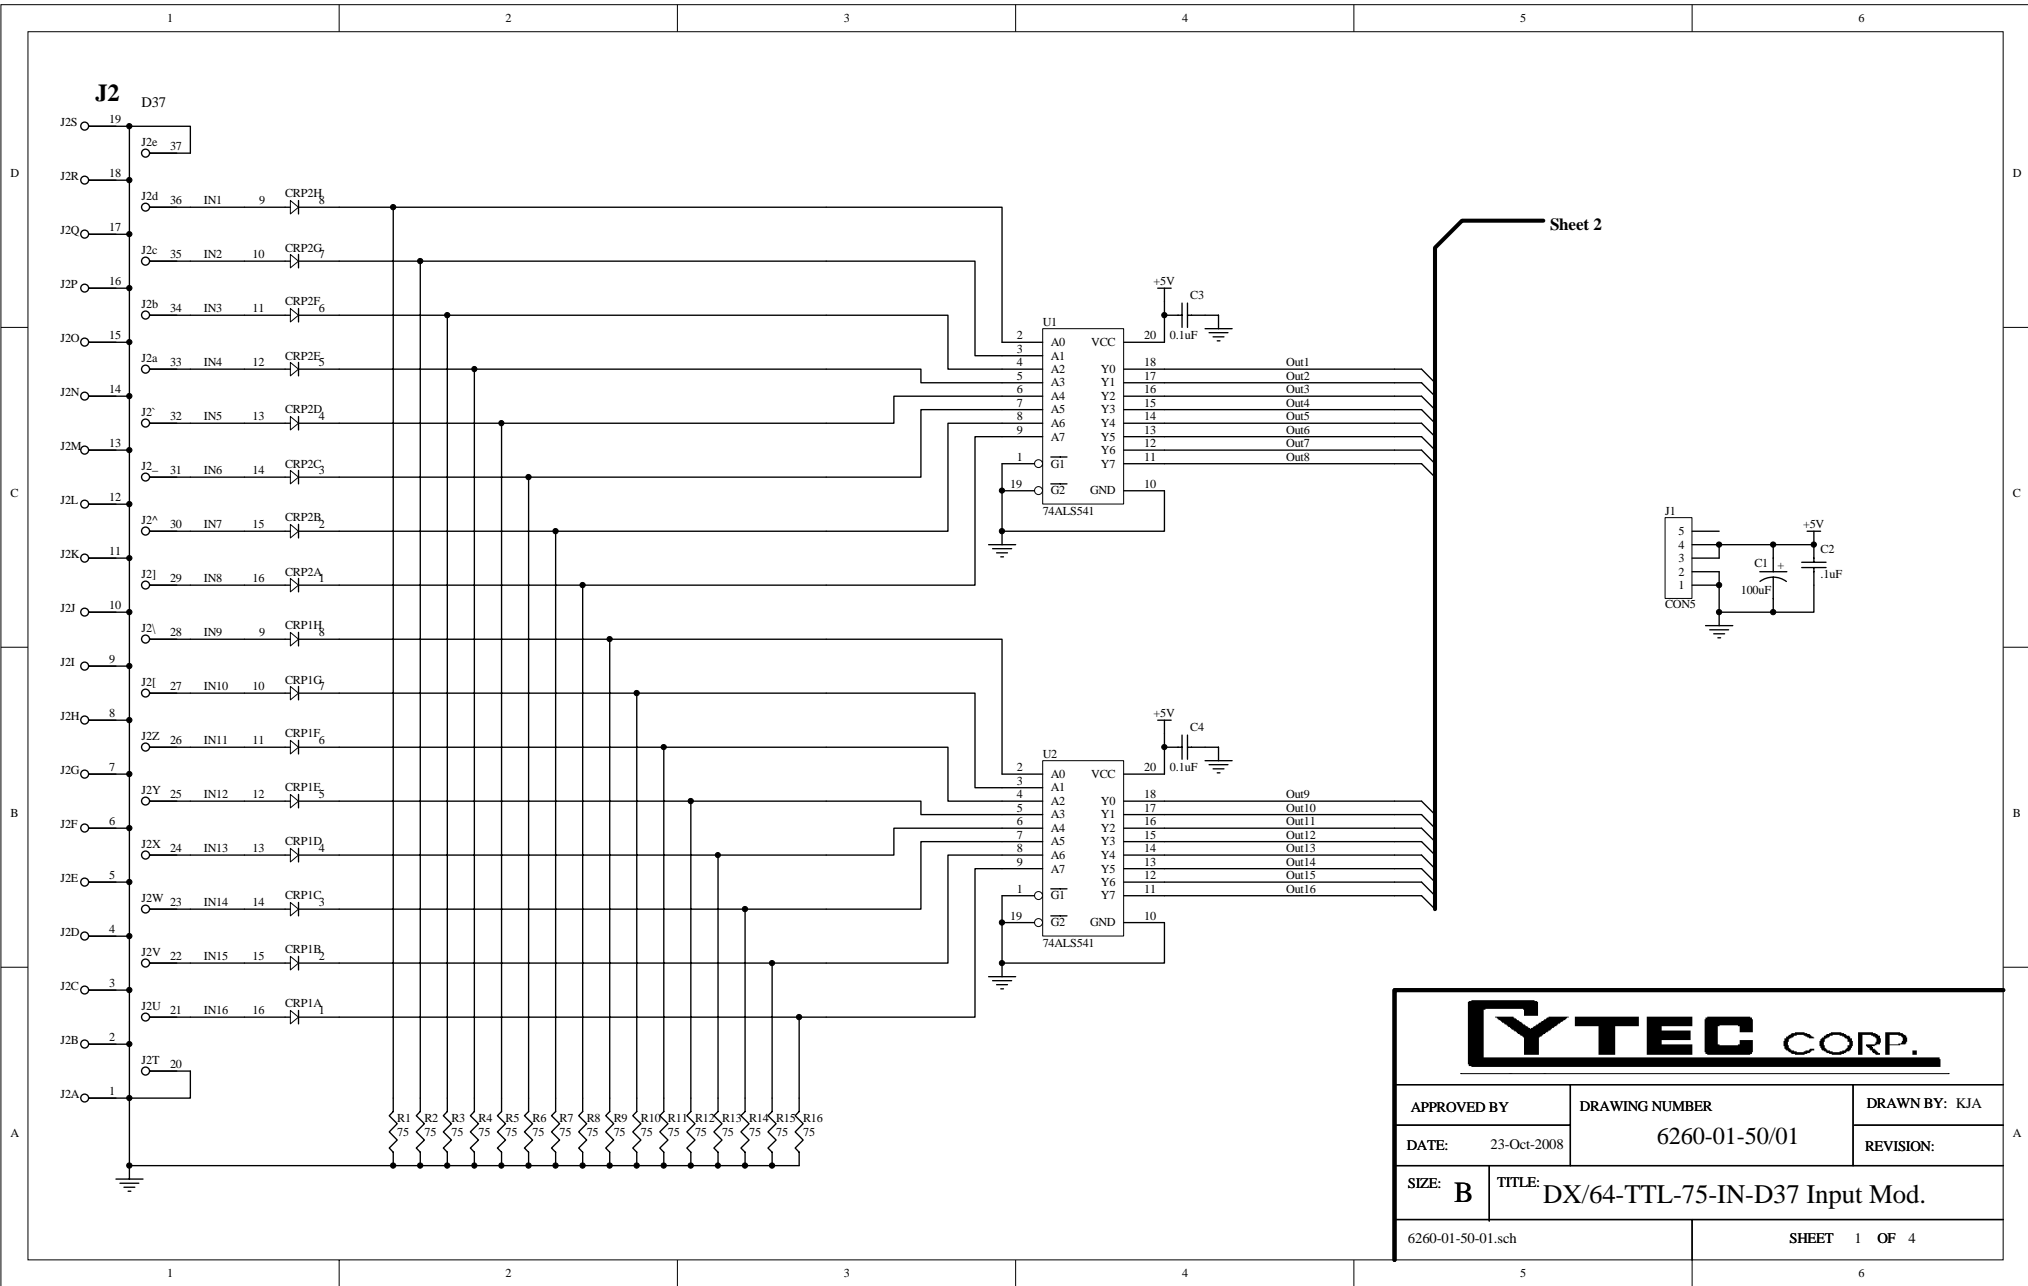 1 2 3 4 5 6
J2 D37
J2S 19
J2e 37
D D
J2R 18
J2d 36 IN1 9 CRP2H 8
J2Q 17
Sheet 2
J2c 35 IN2 10 CRP2G 7
J2P 16
J2b 34 IN3 11 CRP2F 6
J2O 15
J2a 33 IN4 12 CRP2E 5
J2N 14
J2` 32 IN5 13 CRP2D 4
J2M 13
J2_ 31 IN6 14 CRP2C 3
C C
J2L 12
J2^ 30 IN7 15 CRP2B 2
J2K 11
J2] 29 IN8 16 CRP2A 1
J2J 10
J2\ 28 IN9 9 CRP1H 8
J2I 9
J2[ 27 IN10 10 CRP1G 7
J2H 8
J2Z 26 IN11 11 CRP1F 6
J2G 7
J2Y 25 IN12 12 CRP1E 5
B B
J2F 6
J2X 24 IN13 13 CRP1D 4
J2E 5
J2W 23 IN14 14 CRP1C 3
J2D 4
J2V 22 IN15 15 CRP1B 2
J2C 3
J2U 21 IN16 16 CRP1A 1
J2B 2
J2T 20
J2A 1
A A
+5V
C3
0.1uF
U1
2 A0 VCC 20
3 A1
4 A2 Y0 18 Out1
5 A3 Y1 17 Out2
6 A4 Y2 16 Out3
7 A5 Y3 15 Out4
8 A6 Y4 14 Out5
9 A7 Y5 13 Out6
Y6 12 Out7
1 G1 Y7 11 Out8
19 G2 GND 10
74ALS541
J1
5
4
3
2
1
CON5
+5V
C1 +
100uF
C2
.1uF
+5V
C4
0.1uF
U2
2 A0 VCC 20
3 A1
4 A2 Y0 18 Out9
5 A3 Y1 17 Out10
6 A4 Y2 16 Out11
7 A5 Y3 15 Out12
8 A6 Y4 14 Out13
9 A7 Y5 13 Out14
Y6 12 Out15
1 G1 Y7 11 Out16
19 G2 GND 10
74ALS541
R1 R2 R3 R4 R5 R6 R7 R8 R9 R10 R11 R12 R13 R14 R15 R16
75 75 75 75 75 75 75 75 75 75 75 75 75 75 75 75
CYTEC CORP.
APPROVED BY
DRAWING NUMBER
6260-01-50/01
DRAWN BY: KJA
DATE: 23-Oct-2008
REVISION:
SIZE: B
TITLE: DX/64-TTL-75-IN-D37 Input Mod.
6260-01-50-01.sch
SHEET 1 OF 4
1 2 3 4 5 6